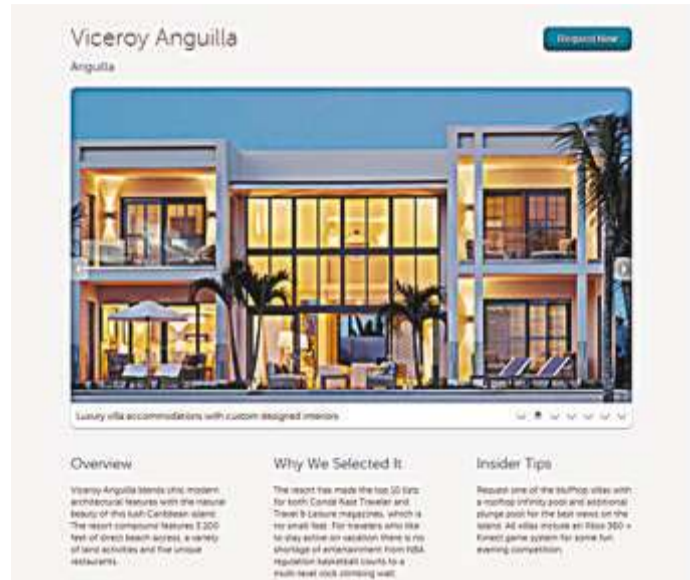 Viceroy Anguilla
Request Now
Anguilla
Luxury villa accommodations with custom designed interiors
Overview
Viceroy Anguilla blends chic modern
architectural features with the natural
beauty of this lush Caribbean island.
The resort compound features 3,200
feet of direct beach access, a variety
of land activities and five unique
restaurants.
Why We Selected It
The resort has made the top 10 lists
for both Conde Nast Traveler and
Travel & Leisure magazines, which is
no small feat. For travelers who like
to stay active on vacation there is no
shortage of entertainment from NBA
regulation basketball courts to a
multi-level rock climbing wall.
Insider Tips
Request one of the blufftop villas with
a rooftop infinity pool and additional
plunge pool for the best views on the
island. All villas include an Xbox 360 +
Kinect game system for some fun
evening competition.